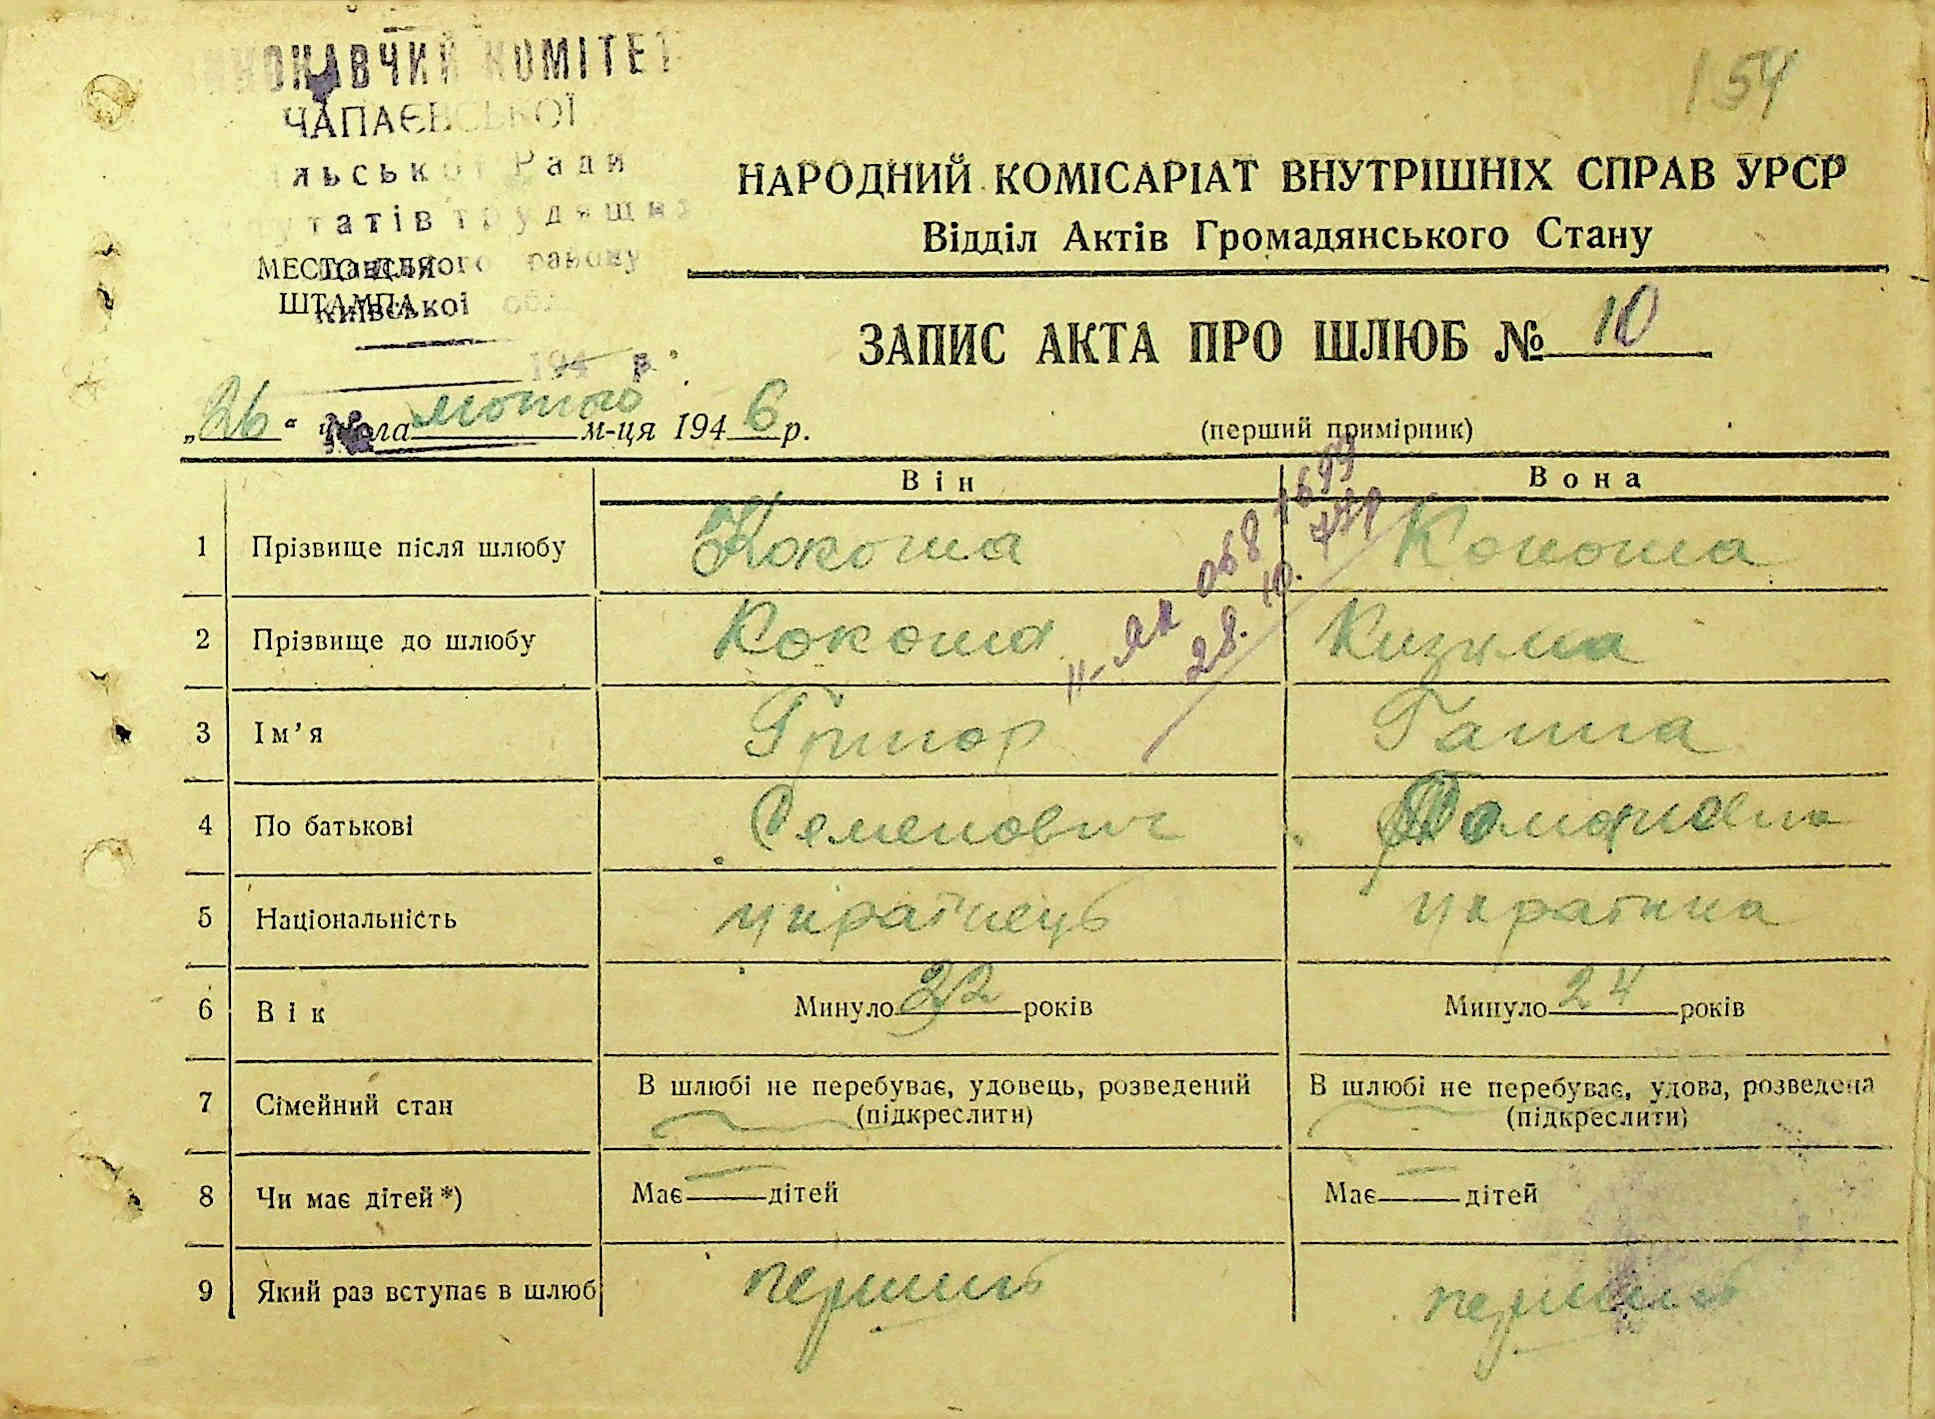 КОМІТЕТ
ЧАПАЄВСЬКОЇ
Ради
МЕСТО ДЛЯ
ШТАМПА
Київської
194 р.
154
НАРОДНИЙ КОМІСАРІАТ ВНУТРІШНІХ СПРАВ УРСР
Відділ Актів Громадянського Стану
ЗАПИС АКТА ПРО ШЛЮБ № 10
„26“ числа лютого м-ця 1946 р.
(перший примірник)
Він Вона
1 Прізвище після шлюбу Кокоша Кокоша
2 Прізвище до шлюбу Кокоша Кизима
3 Ім’я Григор Ганна
4 По батькові Семенович
5 Національність українець українка
6 Вік Минуло 22 років Минуло 24 років
7 Сімейний стан В шлюбі не перебуває, удовець, розведений (підкреслити) В шлюбі не перебуває, удова, розведена (підкреслити)
8 Чи має дітей *) Має — дітей Має — дітей
9 Який раз вступає в шлюб перший перший
28. 10.